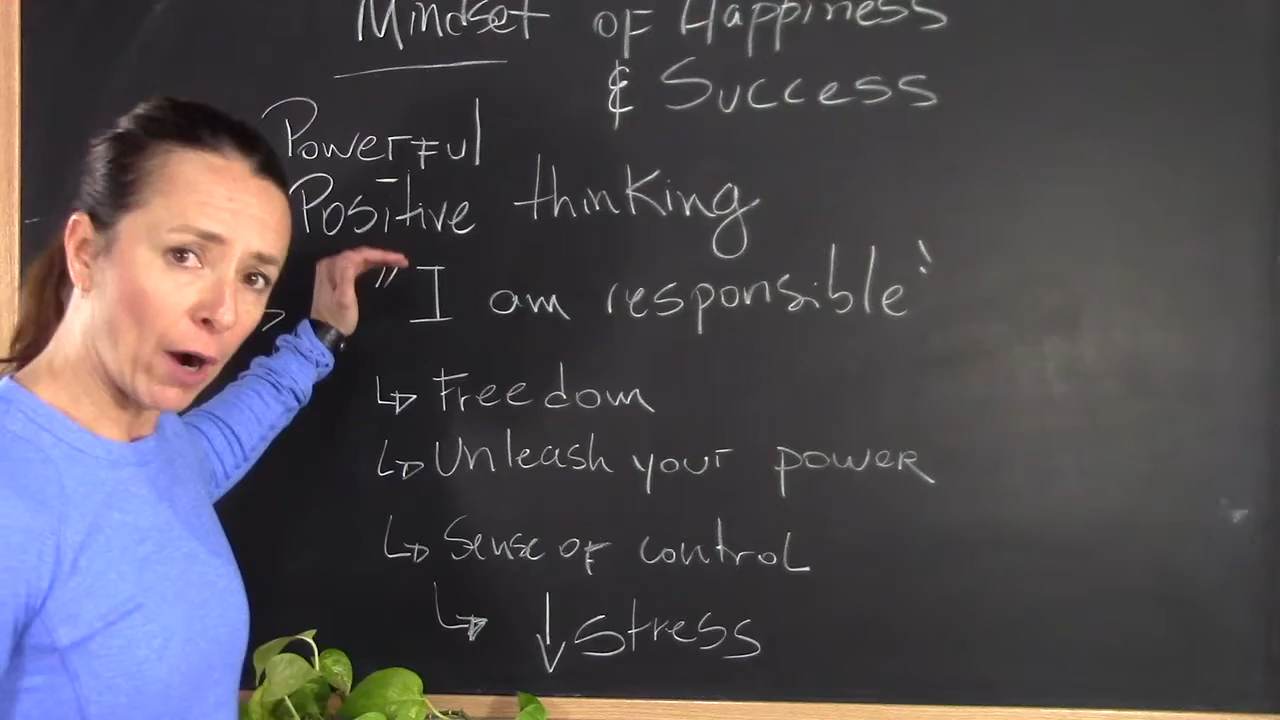 Mindset of Happiness
& Success
Powerful
Positive thinking
"I am responsible"
↳ Freedom
↳ Unleash your power
↳ Sense of control
↳ ↓ Stress